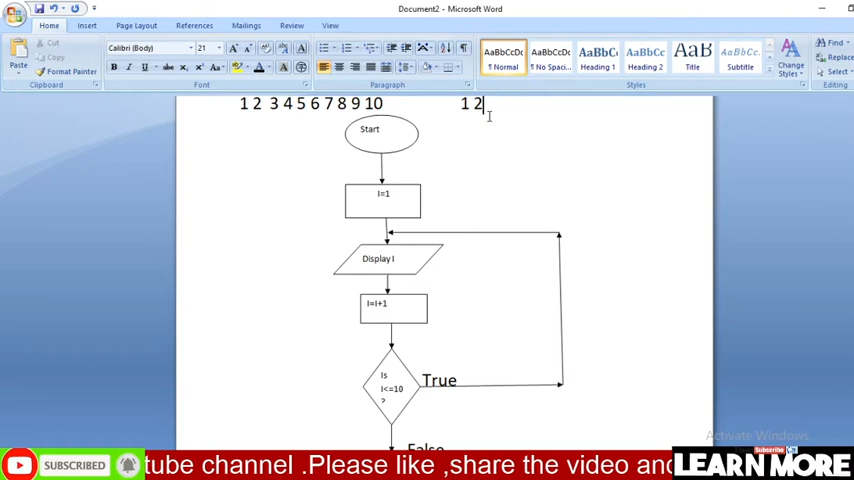 Document2 - Microsoft Word
Home Insert Page Layout References Mailings Review View
Paste
Cut
Copy
Format Painter
Clipboard
Calibri (Body) 21
Font
Paragraph
AaBbCcDc
¶ Normal
AaBbCcDc
¶ No Spaci...
AaBbC
Heading 1
AaBbCc
Heading 2
AaB
Title
AaBbCc.
Subtitle
Change
Styles
Styles
Find
Replace
Select
Editing
1 2 3 4 5 6 7 8 9 10 1 2
Start
I=1
Display I
I=I+1
Is
I<=10
?
True
False
Activate Windows
SUBSCRIBED
tube channel .Please like ,share the video and
Subscribe
LEARN MORE